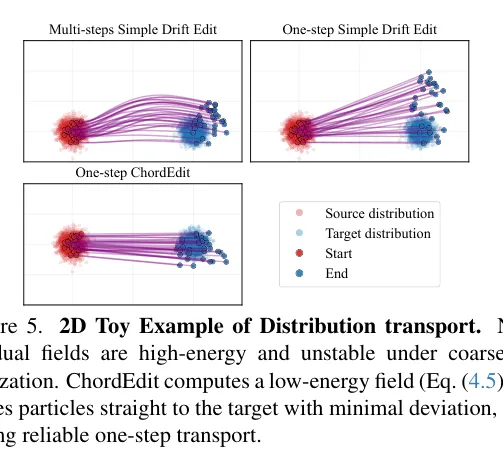 Multi-steps Simple Drift Edit
One-step Simple Drift Edit
One-step ChordEdit
Source distribution
Target distribution
Start
End
ure 5. 2D Toy Example of Distribution transport. N
dual fields are high-energy and unstable under coarse
ization. ChordEdit computes a low-energy field (Eq. (4.5)
es particles straight to the target with minimal deviation,
ng reliable one-step transport.